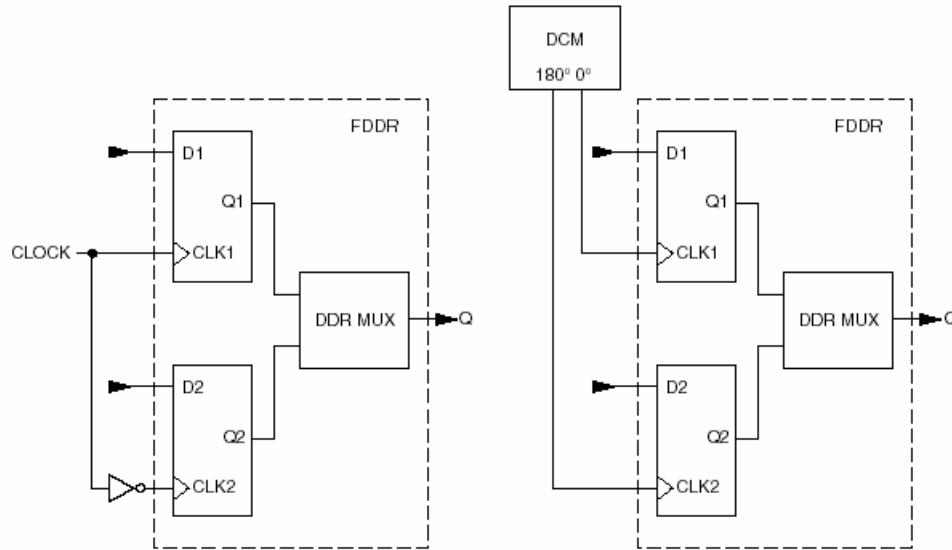 DCM
180° 0°
FDDR
D1
Q1
CLOCK
CLK1
DDR MUX
Q
D2
Q2
CLK2
FDDR
D1
Q1
CLK1
DDR MUX
D2
Q2
CLK2